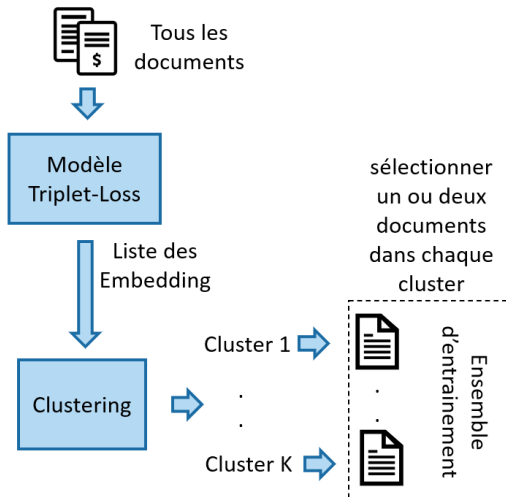 Tous les
documents
$
Modèle
Triplet-Loss
Liste des
Embedding
sélectionner
un ou deux
documents
dans chaque
cluster
Clustering
Cluster 1
.
.
Cluster K
.
.
Ensemble
d'entrainement